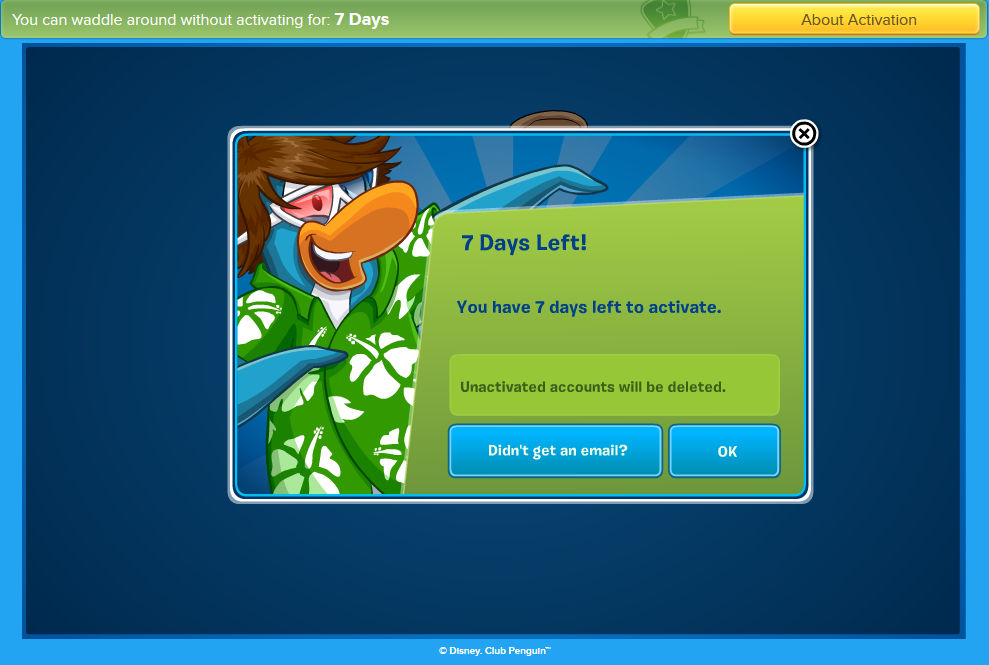 You can waddle around without activating for: 7 Days
About Activation
7 Days Left!
You have 7 days left to activate.
Unactivated accounts will be deleted.
Didn't get an email?
OK
© Disney. Club Penguin™